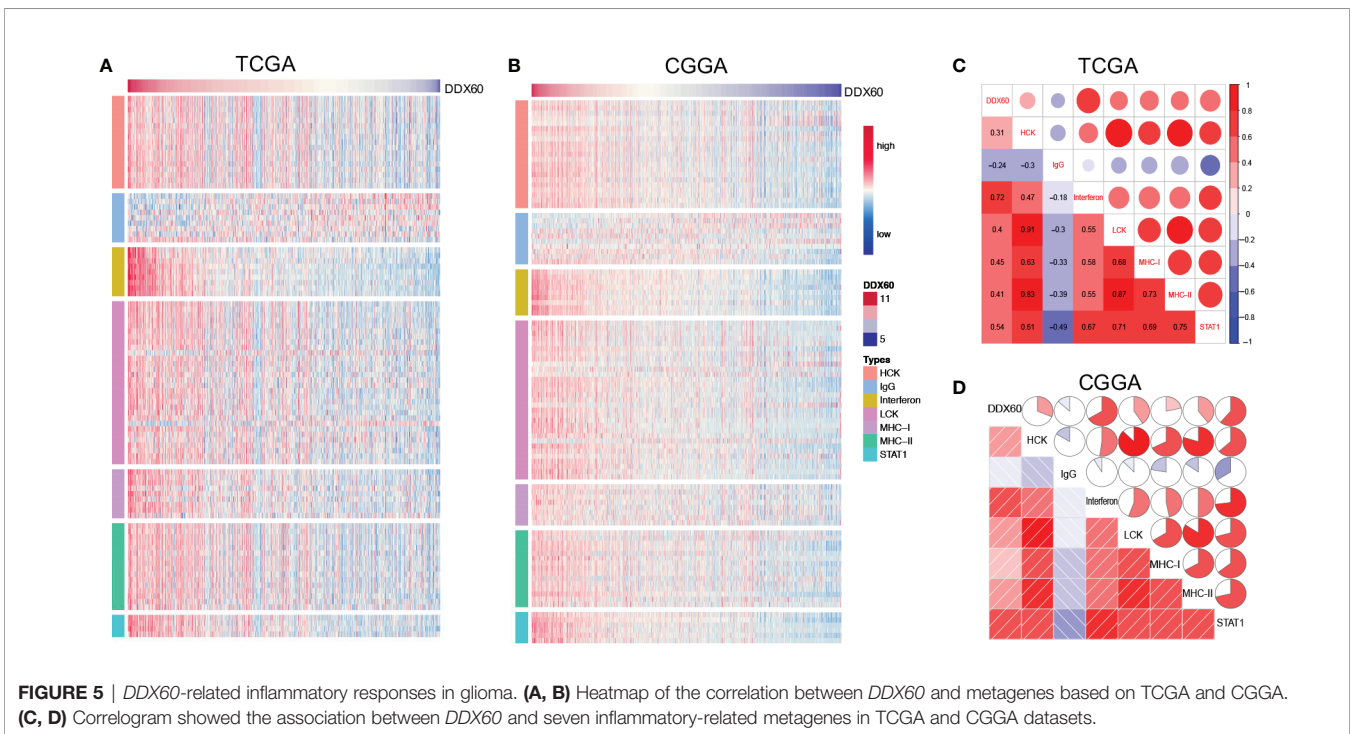 A
TCGA
DDX60
B
CGGA
DDX60
high
low
DDX60
11
5
Types
HCK
IgG
Interferon
LCK
MHC–I
MHC–II
STAT1
C
TCGA
DDX60
0.31 HCK
−0.24 −0.3 IgG
0.72 0.47 −0.18 Interferon
0.4 0.91 −0.3 0.55 LCK
0.45 0.63 −0.33 0.58 0.68 MHC-I
0.41 0.83 −0.39 0.55 0.87 0.73 MHC-II
0.54 0.61 −0.49 0.67 0.71 0.69 0.75 STAT1
1
0.8
0.6
0.4
0.2
0
−0.2
−0.4
−0.6
−0.8
−1
D
CGGA
DDX60
HCK
IgG
Interferon
LCK
MHC-I
MHC-II
STAT1
FIGURE 5 | DDX60-related inflammatory responses in glioma. (A, B) Heatmap of the correlation between DDX60 and metagenes based on TCGA and CGGA.
(C, D) Correlogram showed the association between DDX60 and seven inflammatory-related metagenes in TCGA and CGGA datasets.